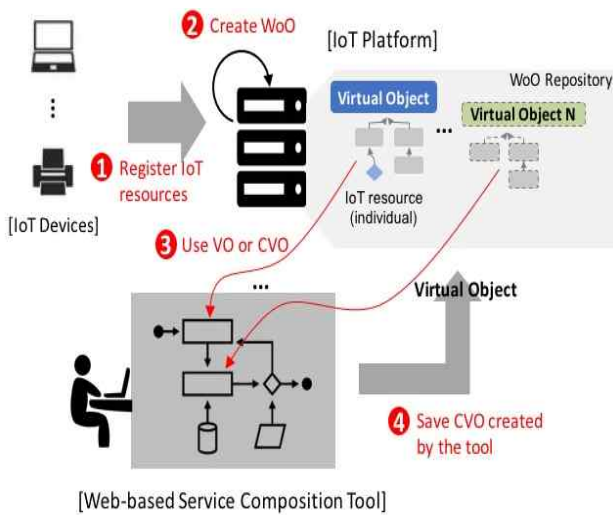 2 Create WoO
[IoT Platform]
WoO Repository
Virtual Object
Virtual Object N
...
...
1 Register IoT
resources
IoT resource
(individual)
[IoT Devices]
3 Use VO or CVO
...
Virtual Object
4 Save CVO created
by the tool
[Web-based Service Composition Tool]